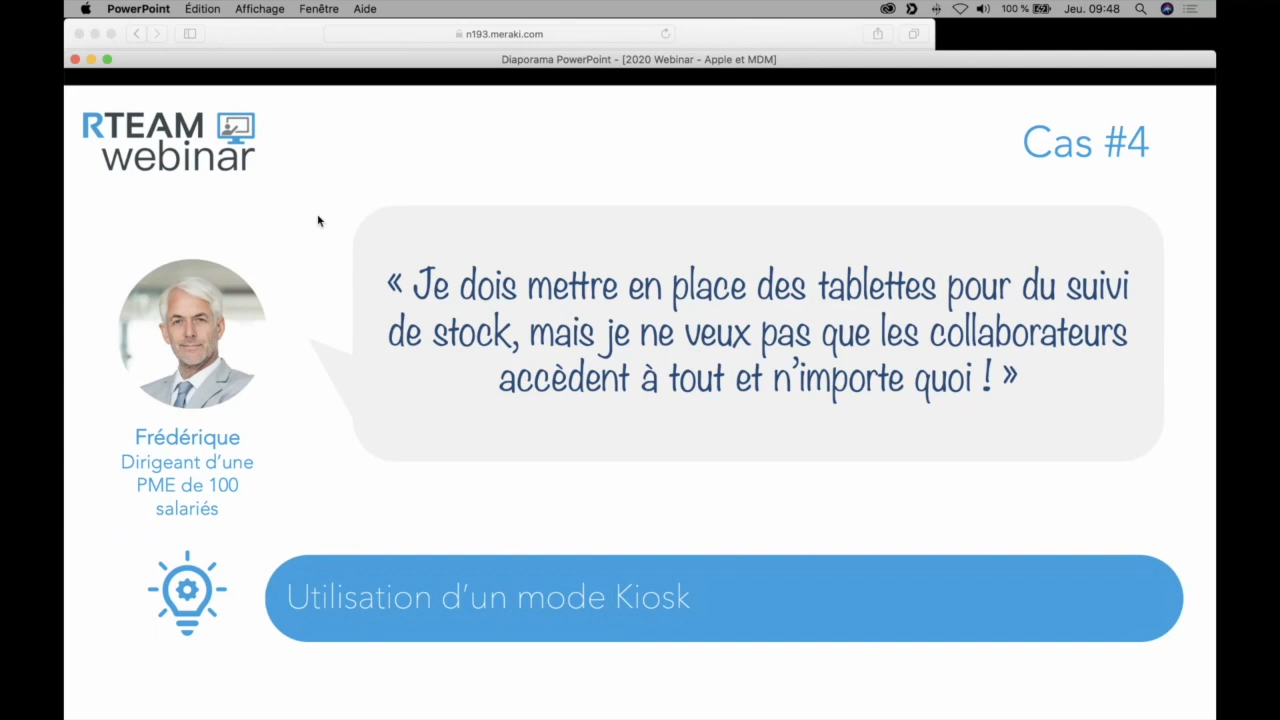 PowerPoint Édition Affichage Fenêtre Aide 100 % Jeu. 09:48
n193.meraki.com
Diaporama PowerPoint - [2020 Webinar - Apple et MDM]
RTEAM
webinar
Cas #4
« Je dois mettre en place des tablettes pour du suivi
de stock, mais je ne veux pas que les collaborateurs
accèdent à tout et n'importe quoi ! »
Frédérique
Dirigeant d'une
PME de 100
salariés
Utilisation d'un mode Kiosk